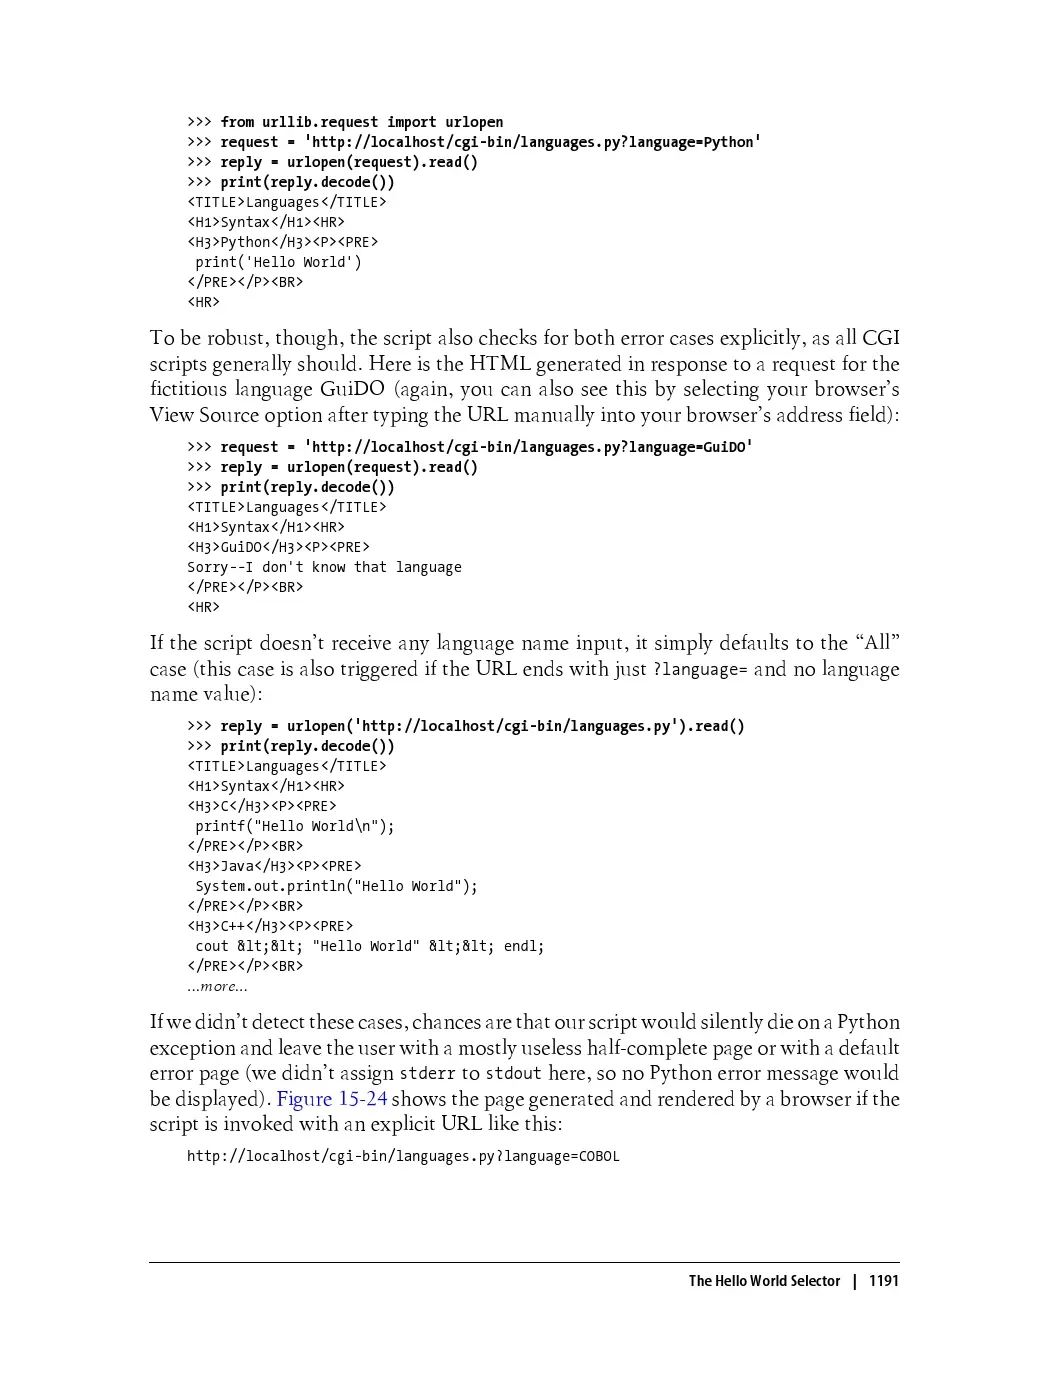 >>> from urllib.request import urlopen
>>> request = 'http://localhost/cgi-bin/languages.py?language=Python'
>>> reply = urlopen(request).read()
>>> print(reply.decode())
<TITLE>Languages</TITLE>
<H1>Syntax</H1><HR>
<H3>Python</H3><P><PRE>
 print('Hello World')
</PRE></P><BR>
<HR>
To be robust, though, the script also checks for both error cases explicitly, as all CGI
scripts generally should. Here is the HTML generated in response to a request for the
fictitious language GuiDO (again, you can also see this by selecting your browser’s
View Source option after typing the URL manually into your browser’s address field):
>>> request = 'http://localhost/cgi-bin/languages.py?language=GuiDO'
>>> reply = urlopen(request).read()
>>> print(reply.decode())
<TITLE>Languages</TITLE>
<H1>Syntax</H1><HR>
<H3>GuiDO</H3><P><PRE>
Sorry--I don't know that language
</PRE></P><BR>
<HR>
If the script doesn’t receive any language name input, it simply defaults to the “All”
case (this case is also triggered if the URL ends with just ?language= and no language
name value):
>>> reply = urlopen('http://localhost/cgi-bin/languages.py').read()
>>> print(reply.decode())
<TITLE>Languages</TITLE>
<H1>Syntax</H1><HR>
<H3>C</H3><P><PRE>
 printf("Hello World\n");
</PRE></P><BR>
<H3>Java</H3><P><PRE>
 System.out.println("Hello World");
</PRE></P><BR>
<H3>C++</H3><P><PRE>
 cout &lt;&lt; "Hello World" &lt;&lt; endl;
</PRE></P><BR>
...more...
If we didn’t detect these cases, chances are that our script would silently die on a Python
exception and leave the user with a mostly useless half-complete page or with a default
error page (we didn’t assign stderr to stdout here, so no Python error message would
be displayed). Figure 15-24 shows the page generated and rendered by a browser if the
script is invoked with an explicit URL like this:
http://localhost/cgi-bin/languages.py?language=COBOL
The Hello World Selector | 1191